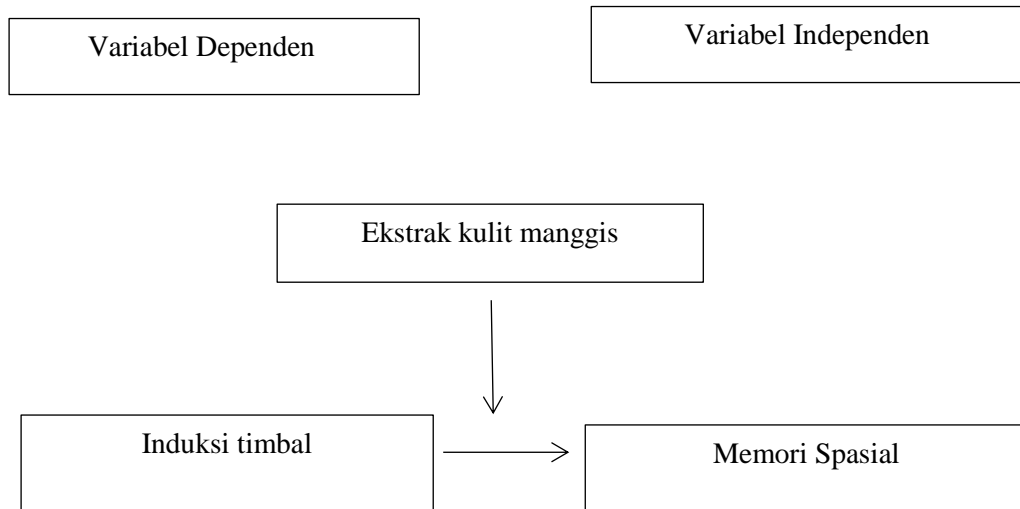 Variabel Dependen
Variabel Independen
Ekstrak kulit manggis
Induksi timbal
Memori Spasial